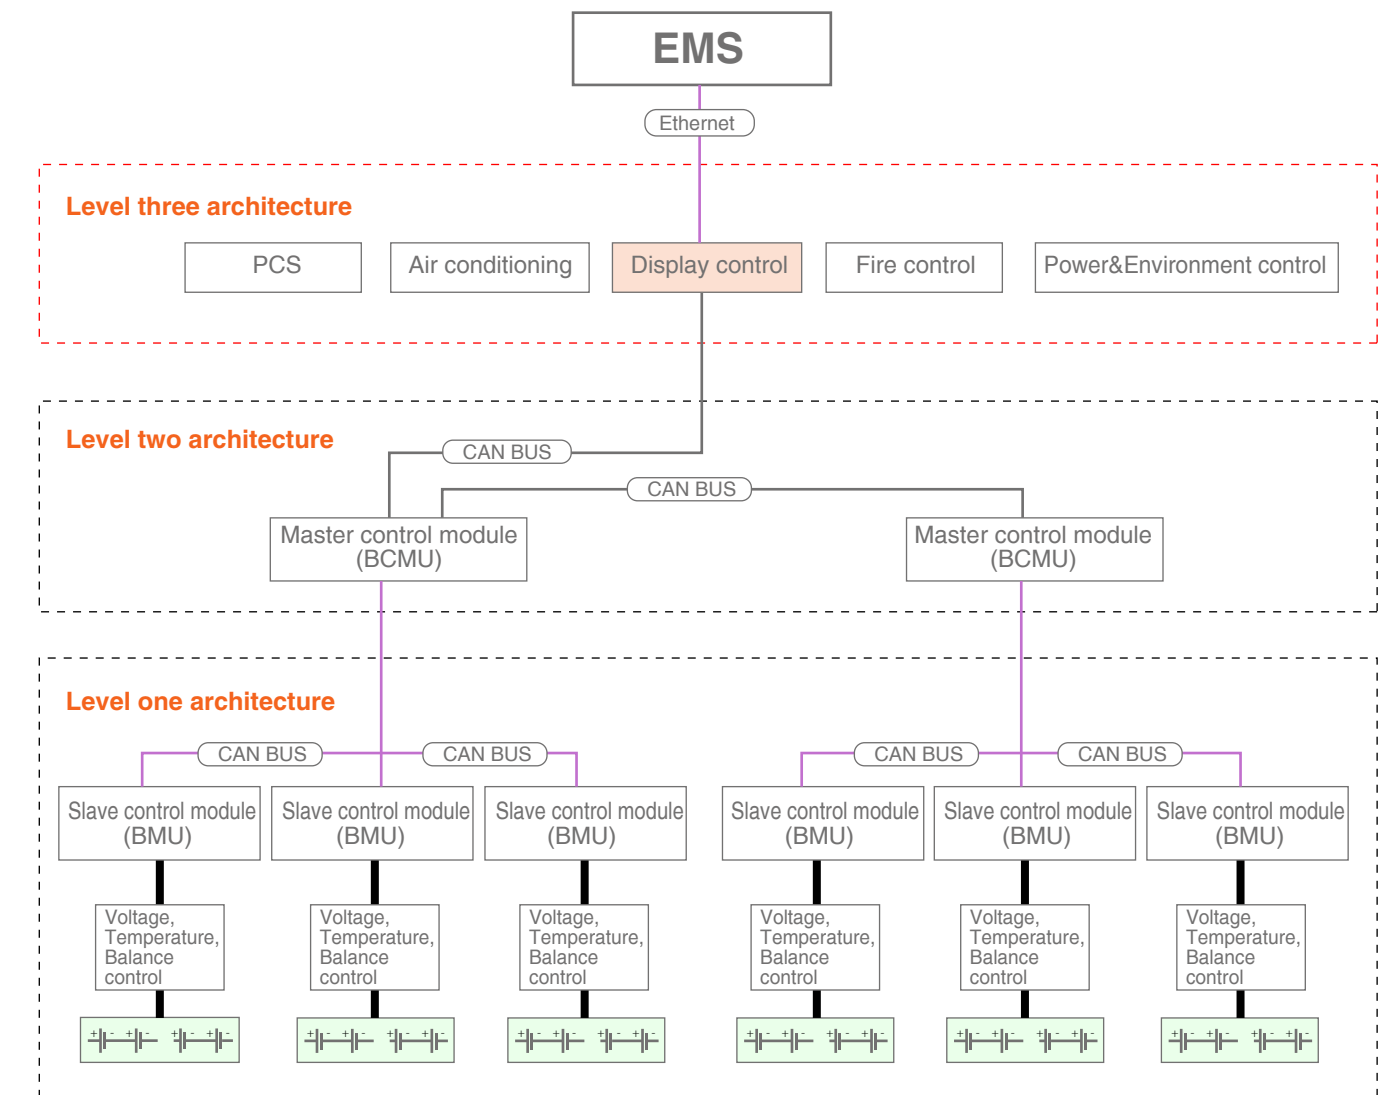 EMS
Ethernet
Level three architecture
PCS
Air conditioning
Display control
Fire control
Power&Environment control
Level two architecture
CAN BUS
CAN BUS
Master control module
(BCMU)
Master control module
(BCMU)
Level one architecture
CAN BUS
CAN BUS
CAN BUS
CAN BUS
Slave control module
(BMU)
Slave control module
(BMU)
Slave control module
(BMU)
Slave control module
(BMU)
Slave control module
(BMU)
Slave control module
(BMU)
Voltage,
Temperature,
Balance
control
Voltage,
Temperature,
Balance
control
Voltage,
Temperature,
Balance
control
Voltage,
Temperature,
Balance
control
Voltage,
Temperature,
Balance
control
Voltage,
Temperature,
Balance
control
+ - + - + - + -
+ - + - + - + -
+ - + - + - + -
+ - + - + - + -
+ - + - + - + -
+ - + - + - + -